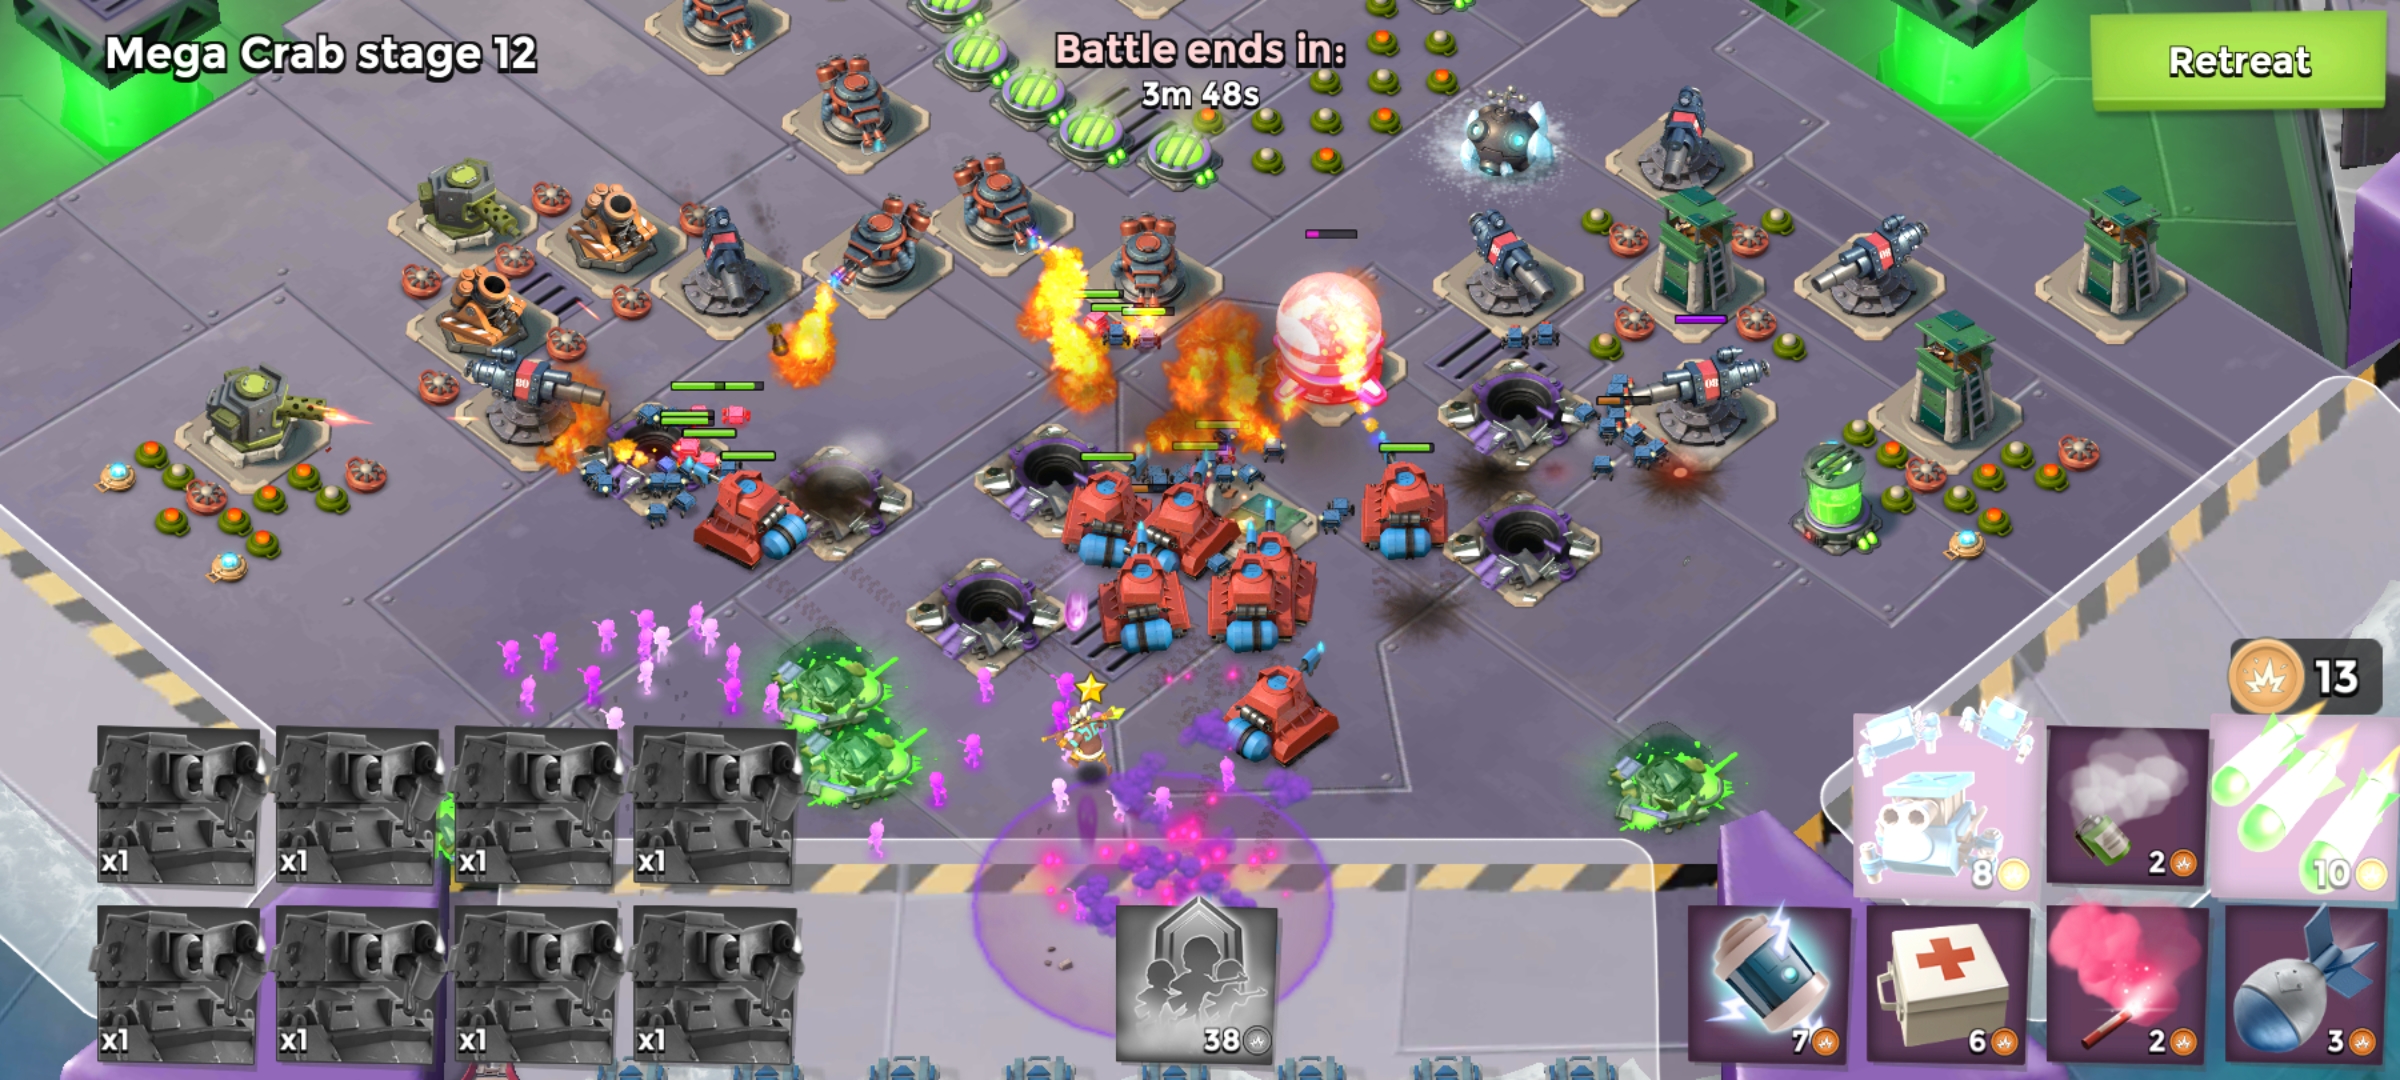 Mega Crab stage 12
Battle ends in:
3m 48s
Retreat
13
8
2
10
x1
x1
x1
x1
x1
x1
x1
x1
38
7
6
2
3